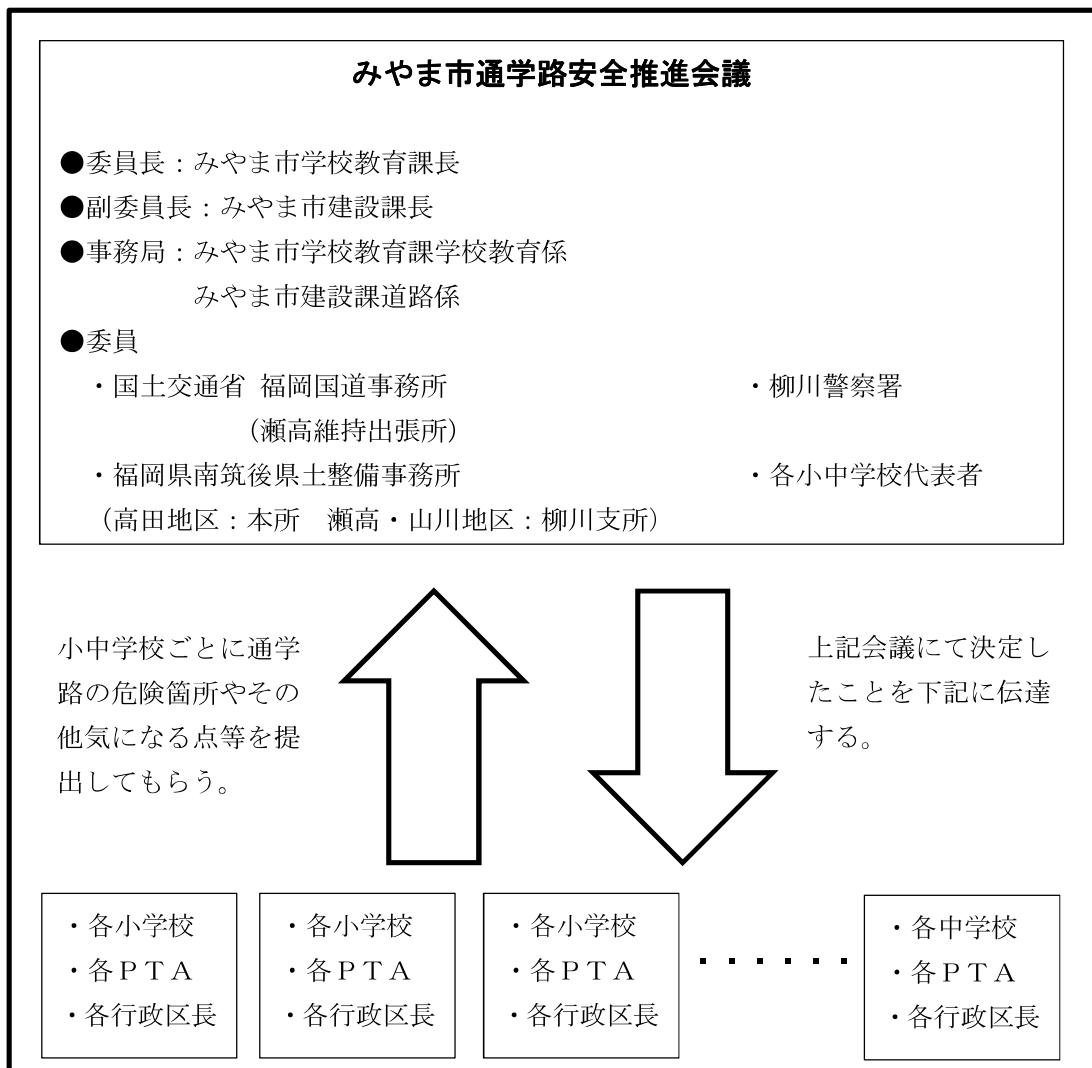 みやま市通学路安全推進会議
●委員長：みやま市学校教育課長
●副委員長：みやま市建設課長
●事務局：みやま市学校教育課学校教育係
みやま市建設課道路係
●委員
・国土交通省 福岡国道事務所
・柳川警察署
（瀬高維持出張所）
・福岡県南筑後県土整備事務所
・各小中学校代表者
（高田地区：本所　瀬高・山川地区：柳川支所）
小中学校ごとに通学
路の危険箇所やその
他気になる点等を提
出してもらう。
上記会議にて決定し
たことを下記に伝達
する。
・各小学校
・各ＰＴＡ
・各行政区長
・各小学校
・各ＰＴＡ
・各行政区長
・各小学校
・各ＰＴＡ
・各行政区長
・・・・・・
・各中学校
・各ＰＴＡ
・各行政区長